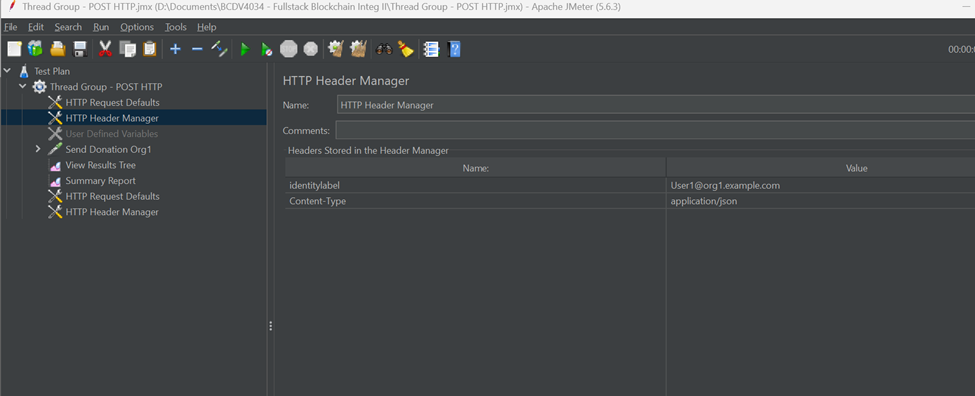 Thread Group - POST HTTP.jmx (D:\Documents\BCDV4034 - Fullstack Blockchain Integ II\Thread Group - POST HTTP.jmx) - Apache JMeter (5.6.3)
File Edit Search Run Options Tools Help
00:00:0
Test Plan
Thread Group - POST HTTP
HTTP Request Defaults
HTTP Header Manager
User Defined Variables
Send Donation Org1
View Results Tree
Summary Report
HTTP Request Defaults
HTTP Header Manager
HTTP Header Manager
Name: HTTP Header Manager
Comments:
Headers Stored in the Header Manager
Name: Value
identitylabel User1@org1.example.com
Content-Type application/json